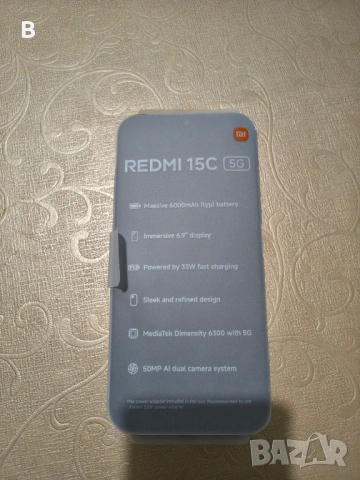 B
mi
REDMI 15C 5G
Massive 6000mAh (typ) battery
Immersive 6.9" display
Powered by 33W fast charging
Sleek and refined design
MediaTek Dimensity 6300 with 5G
50MP AI dual camera system
BAZAR